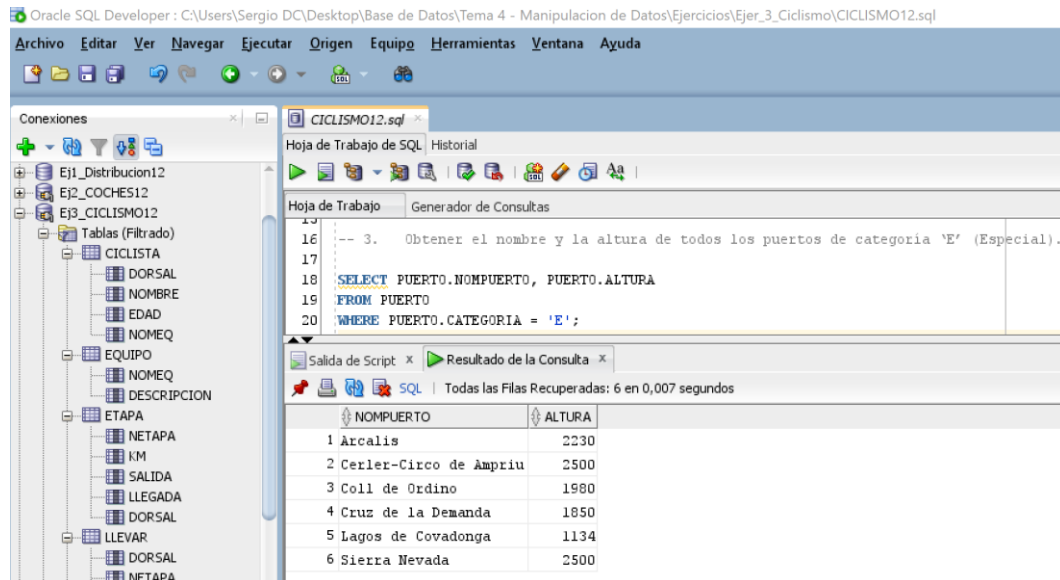 Oracle SQL Developer : C:\Users\Sergio DC\Desktop\Base de Datos\Tema 4 - Manipulacion de Datos\Ejercicios\Ejer_3_Ciclismo\CICLISMO12.sql
Archivo Editar Ver Navegar Ejecutar Origen Equipo Herramientas Ventana Ayuda
Conexiones
Ej1_Distribucion12
Ej2_COCHES12
Ej3_CICLISMO12
Tablas (Filtrado)
CICLISTA
DORSAL
NOMBRE
EDAD
NOMEQ
EQUIPO
NOMEQ
DESCRIPCION
ETAPA
NETAPA
KM
SALIDA
LLEGADA
DORSAL
LLEVAR
DORSAL
NETAPA
CICLISMO12.sql
Hoja de Trabajo de SQL Historial
Hoja de Trabajo Generador de Consultas
15
16 -- 3. Obtener el nombre y la altura de todos los puertos de categoría ‘E’ (Especial).
17
18 SELECT PUERTO.NOMPUERTO, PUERTO.ALTURA
19 FROM PUERTO
20 WHERE PUERTO.CATEGORIA = 'E';
Salida de Script x Resultado de la Consulta x
SQL | Todas las Filas Recuperadas: 6 en 0,007 segundos
NOMPUERTO ALTURA
1 Arcalis 2230
2 Cerler-Circo de Ampriu 2500
3 Coll de Ordino 1980
4 Cruz de la Demanda 1850
5 Lagos de Covadonga 1134
6 Sierra Nevada 2500